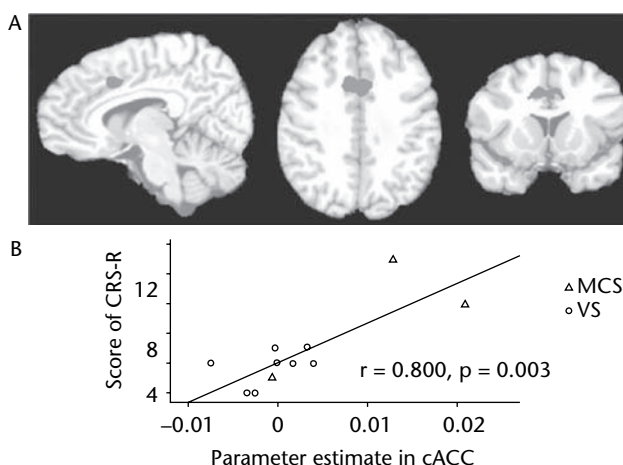 A
B
Score of CRS-R
12
8
4
−0.01
0
0.01
0.02
Parameter estimate in cACC
r = 0.800, p = 0.003
MCS
VS